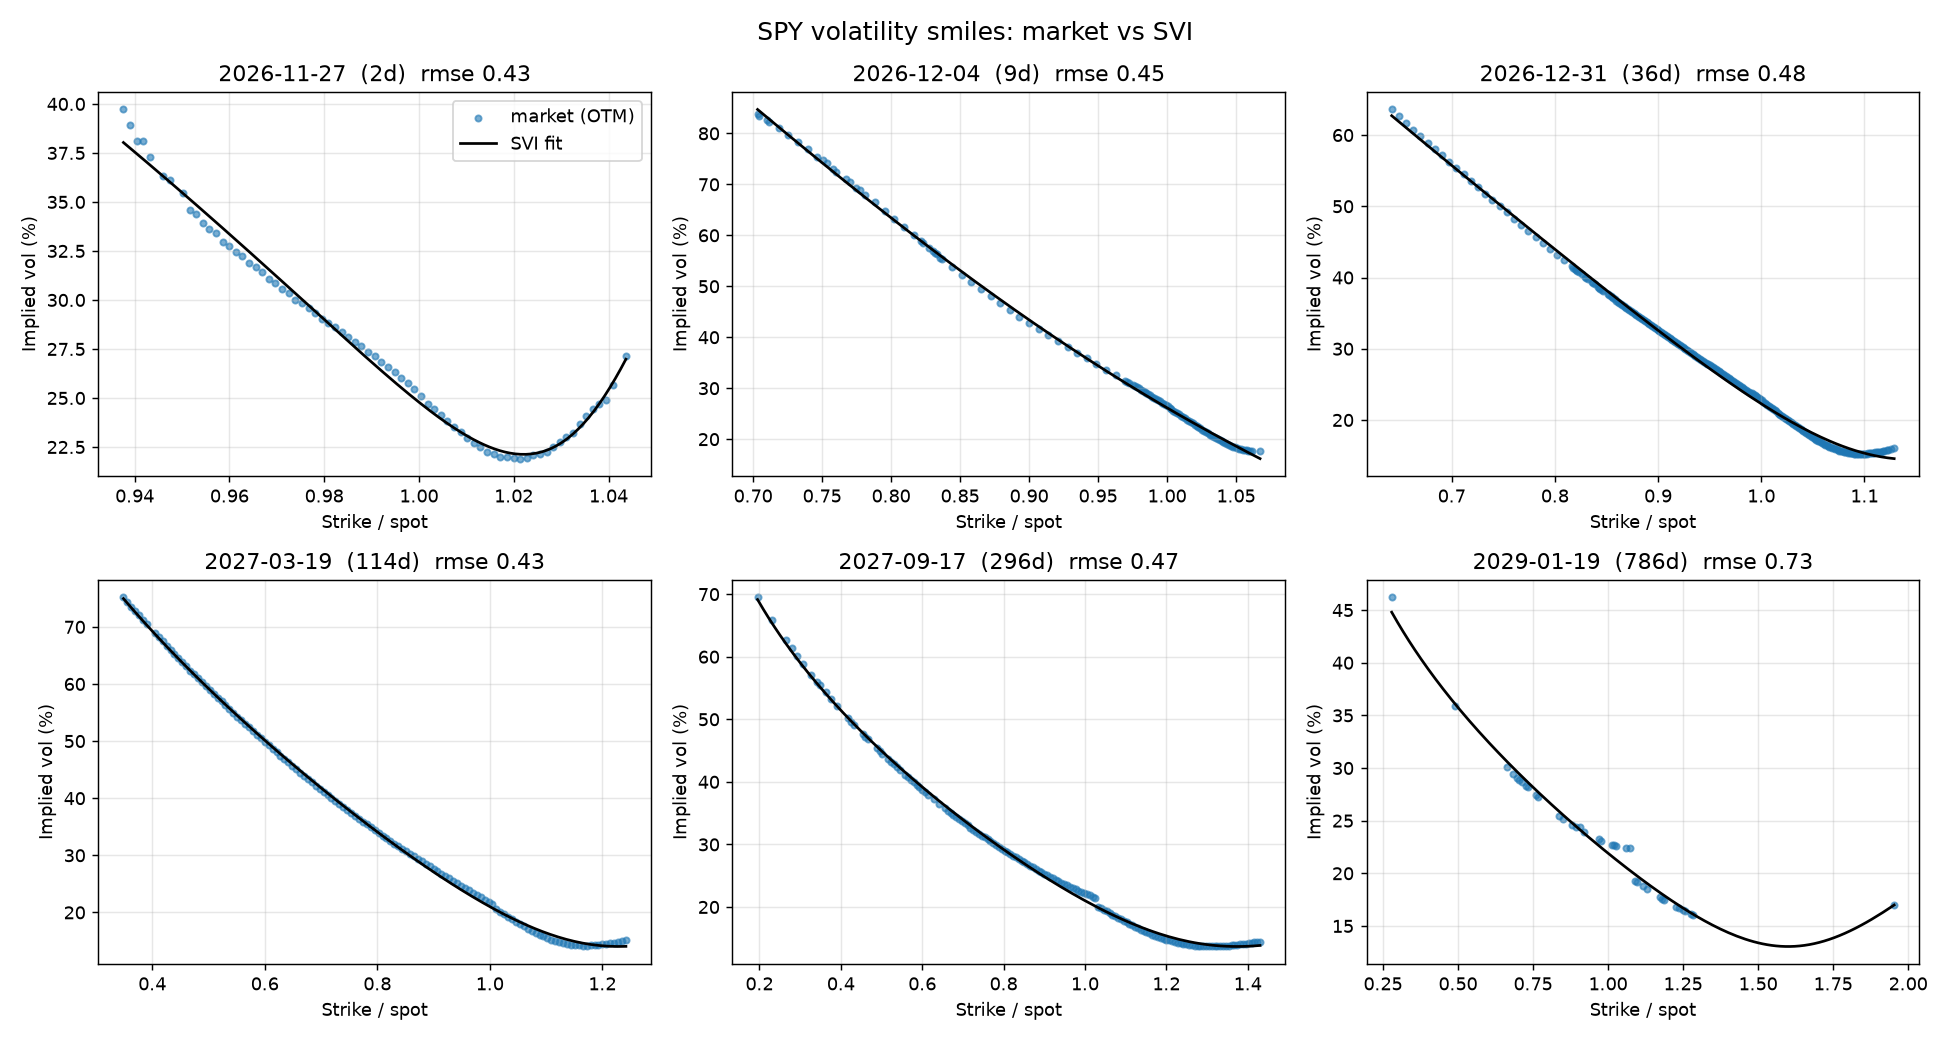 SPY volatility smiles: market vs SVI
2026-11-27 (2d) rmse 0.43
40.0
37.5
35.0
32.5
30.0
27.5
25.0
22.5
Implied vol (%)
market (OTM)
SVI fit
0.94 0.96 0.98 1.00 1.02 1.04
Strike / spot
2026-12-04 (9d) rmse 0.45
80
70
60
50
40
30
20
Implied vol (%)
0.70 0.75 0.80 0.85 0.90 0.95 1.00 1.05
Strike / spot
2026-12-31 (36d) rmse 0.48
60
50
40
30
20
Implied vol (%)
0.7 0.8 0.9 1.0 1.1
Strike / spot
2027-03-19 (114d) rmse 0.43
70
60
50
40
30
20
Implied vol (%)
0.4 0.6 0.8 1.0 1.2
Strike / spot
2027-09-17 (296d) rmse 0.47
70
60
50
40
30
20
Implied vol (%)
0.2 0.4 0.6 0.8 1.0 1.2 1.4
Strike / spot
2029-01-19 (786d) rmse 0.73
45
40
35
30
25
20
15
Implied vol (%)
0.25 0.50 0.75 1.00 1.25 1.50 1.75 2.00
Strike / spot